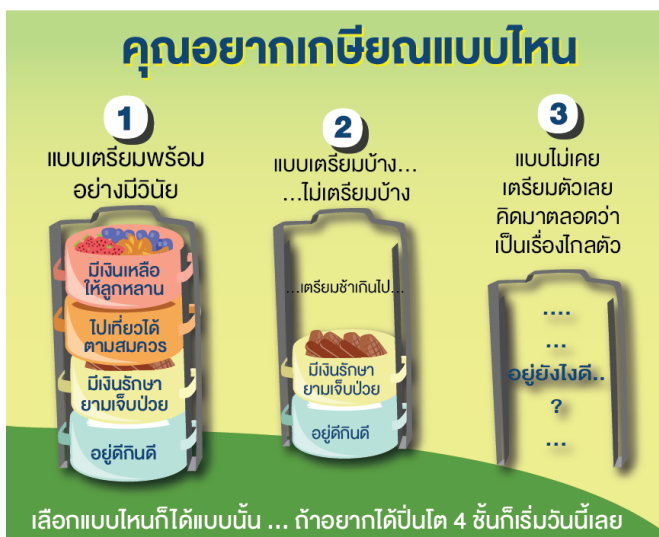 คุณอยากเกษียณแบบไหน
1
แบบเตรียมพร้อม
อย่างมีวินัย
มีเงินเหลือ
ให้ลูกหลาน
ไปเที่ยวได้
ตามสมควร
มีเงินรักษา
ยามเจ็บป่วย
อยู่ดีกินดี
2
แบบเตรียมบ้าง...
...ไม่เตรียมบ้าง
...เตรียมช้าเกินไป...
มีเงินรักษา
ยามเจ็บป่วย
อยู่ดีกินดี
3
แบบไม่เคย
เตรียมตัวเลย
คิดมาตลอดว่า
เป็นเรื่องไกลตัว
....
...
อยู่ยังไงดี..
?
...
เลือกแบบไหนก็ได้แบบนั้น ... ถ้าอยากได้ปิ่นโต 4 ชั้นก็เริ่มวันนี้เลย